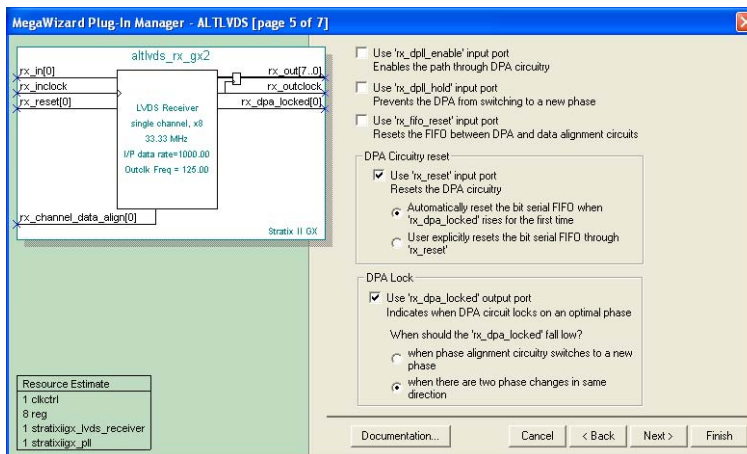 MegaWizard Plug-In Manager - ALTLVDS [page 5 of 7]
altlvds_rx_gx2
rx_in[0]
rx_inclock
rx_reset[0]
rx_channel_data_align[0]
rx_out[7..0]
rx_outclock
rx_dpa_locked[0]
LVDS Receiver
single channel, x8
33.33 MHz
I/P data rate=1000.00
Outclk Freq = 125.00
Stratix II GX
Resource Estimate
1 clkctrl
8 reg
1 stratixiigx_lvds_receiver
1 stratixiigx_pll
Use 'rx_dpll_enable' input port
Enables the path through DPA circuitry
Use 'rx_dpll_hold' input port
Prevents the DPA from switching to a new phase
Use 'rx_fifo_reset' input port
Resets the FIFO between DPA and data alignment circuits
DPA Circuitry reset
Use 'rx_reset' input port
Resets the DPA circuitry
Automatically reset the bit serial FIFO when
'rx_dpa_locked' rises for the first time
User explicitly resets the bit serial FIFO through
'rx_reset'
DPA Lock
Use 'rx_dpa_locked' output port
Indicates when DPA circuit locks on an optimal phase
When should the 'rx_dpa_locked' fall low?
when phase alignment circuitry switches to a new
phase
when there are two phase changes in same
direction
Documentation...
Cancel
< Back
Next >
Finish